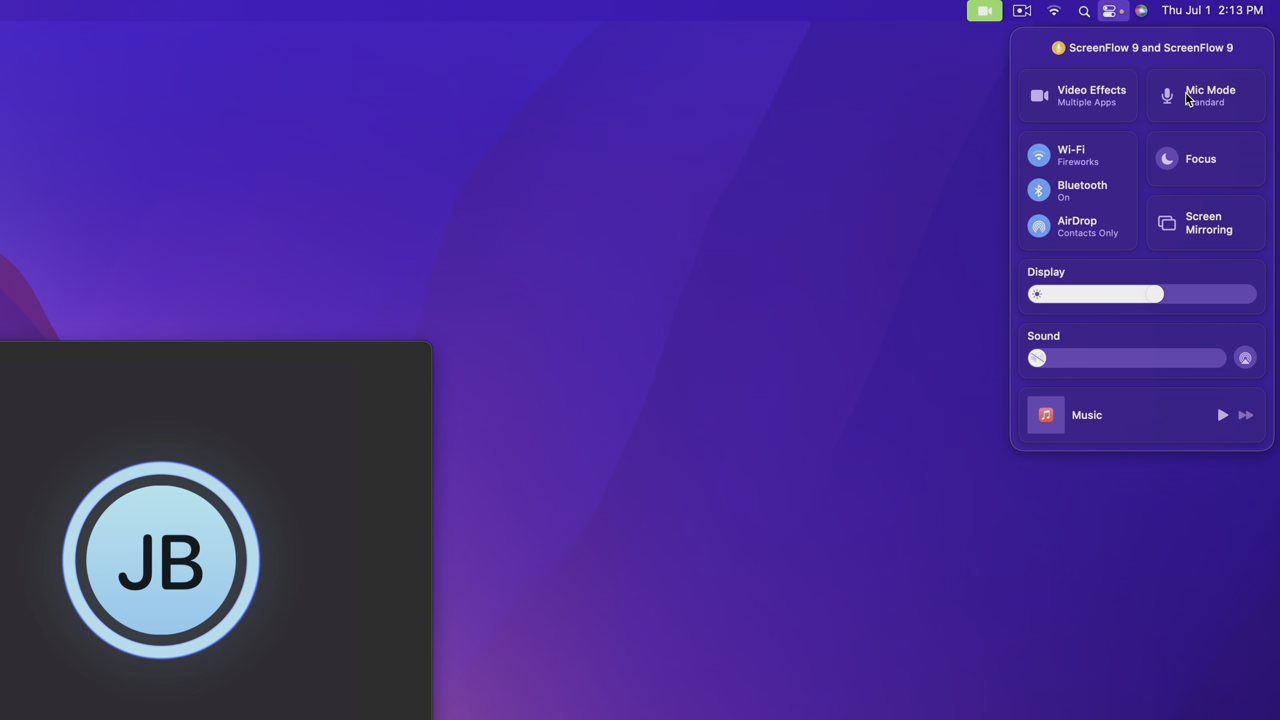 Thu Jul 1 2:13 PM
ScreenFlow 9 and ScreenFlow 9
Video Effects
Multiple Apps
Mic Mode
Wi-Fi
Fireworks
Bluetooth
On
AirDrop
Contacts Only
Focus
Screen
Mirroring
Display
Sound
Music
JB